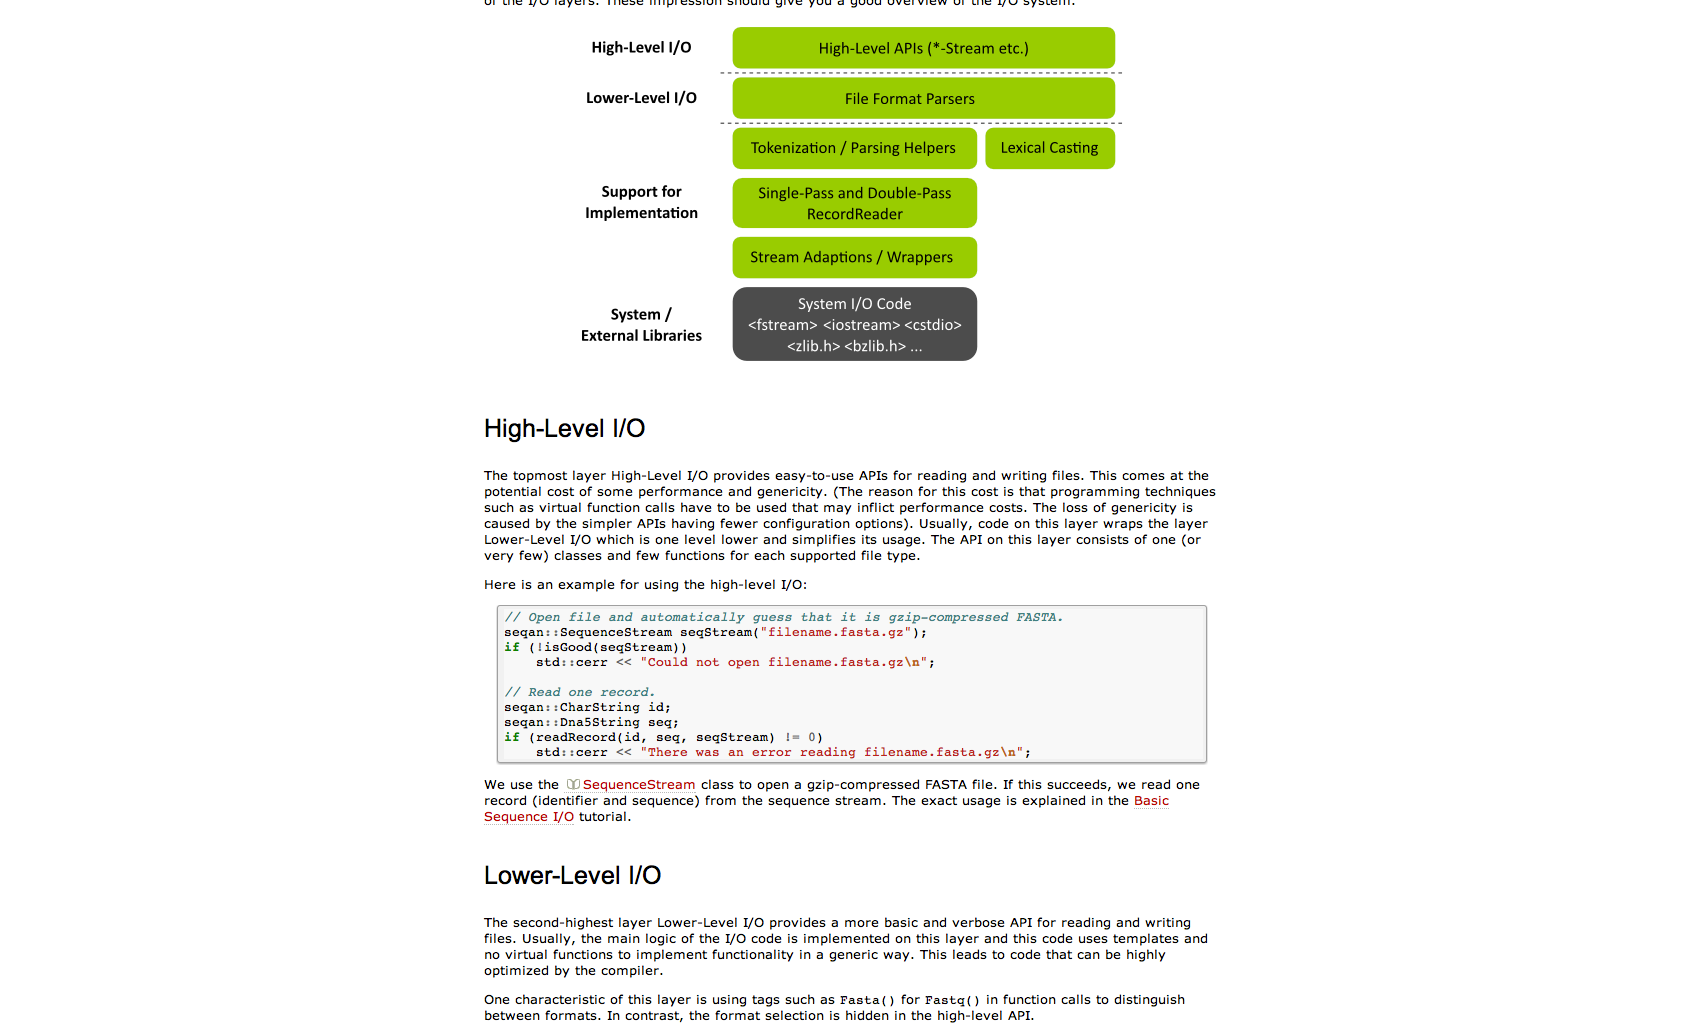 of the I/O layers. These impression should give you a good overview of the I/O system.
High-Level I/O
High-Level APIs (*-Stream etc.)
Lower-Level I/O
File Format Parsers
Tokenization / Parsing Helpers
Lexical Casting
Support for
Implementation
Single-Pass and Double-Pass
RecordReader
Stream Adaptions / Wrappers
System /
External Libraries
System I/O Code
<fstream> <iostream> <cstdio>
<zlib.h> <bzlib.h> ...
High-Level I/O
The topmost layer High-Level I/O provides easy-to-use APIs for reading and writing files. This comes at the
potential cost of some performance and genericity. (The reason for this cost is that programming techniques
such as virtual function calls have to be used that may inflict performance costs. The loss of genericity is
caused by the simpler APIs having fewer configuration options). Usually, code on this layer wraps the layer
Lower-Level I/O which is one level lower and simplifies its usage. The API on this layer consists of one (or
very few) classes and few functions for each supported file type.
Here is an example for using the high-level I/O:
// Open file and automatically guess that it is gzip-compressed FASTA.
seqan::SequenceStream seqStream("filename.fasta.gz");
if (!isGood(seqStream))
    std::cerr << "Could not open filename.fasta.gz\n";
// Read one record.
seqan::CharString id;
seqan::Dna5String seq;
if (readRecord(id, seq, seqStream) != 0)
    std::cerr << "There was an error reading filename.fasta.gz\n";
We use the SequenceStream class to open a gzip-compressed FASTA file. If this succeeds, we read one
record (identifier and sequence) from the sequence stream. The exact usage is explained in the Basic
Sequence I/O tutorial.
Lower-Level I/O
The second-highest layer Lower-Level I/O provides a more basic and verbose API for reading and writing
files. Usually, the main logic of the I/O code is implemented on this layer and this code uses templates and
no virtual functions to implement functionality in a generic way. This leads to code that can be highly
optimized by the compiler.
One characteristic of this layer is using tags such as Fasta() for Fastq() in function calls to distinguish
between formats. In contrast, the format selection is hidden in the high-level API.